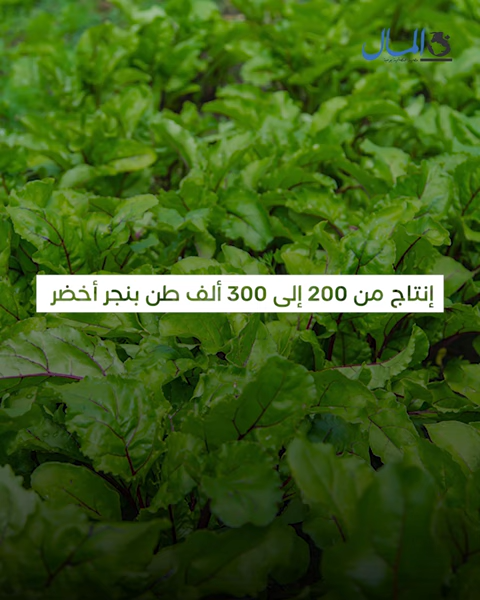 المال
إنتاج من 200 إلى 300 ألف طن بنجر أخضر